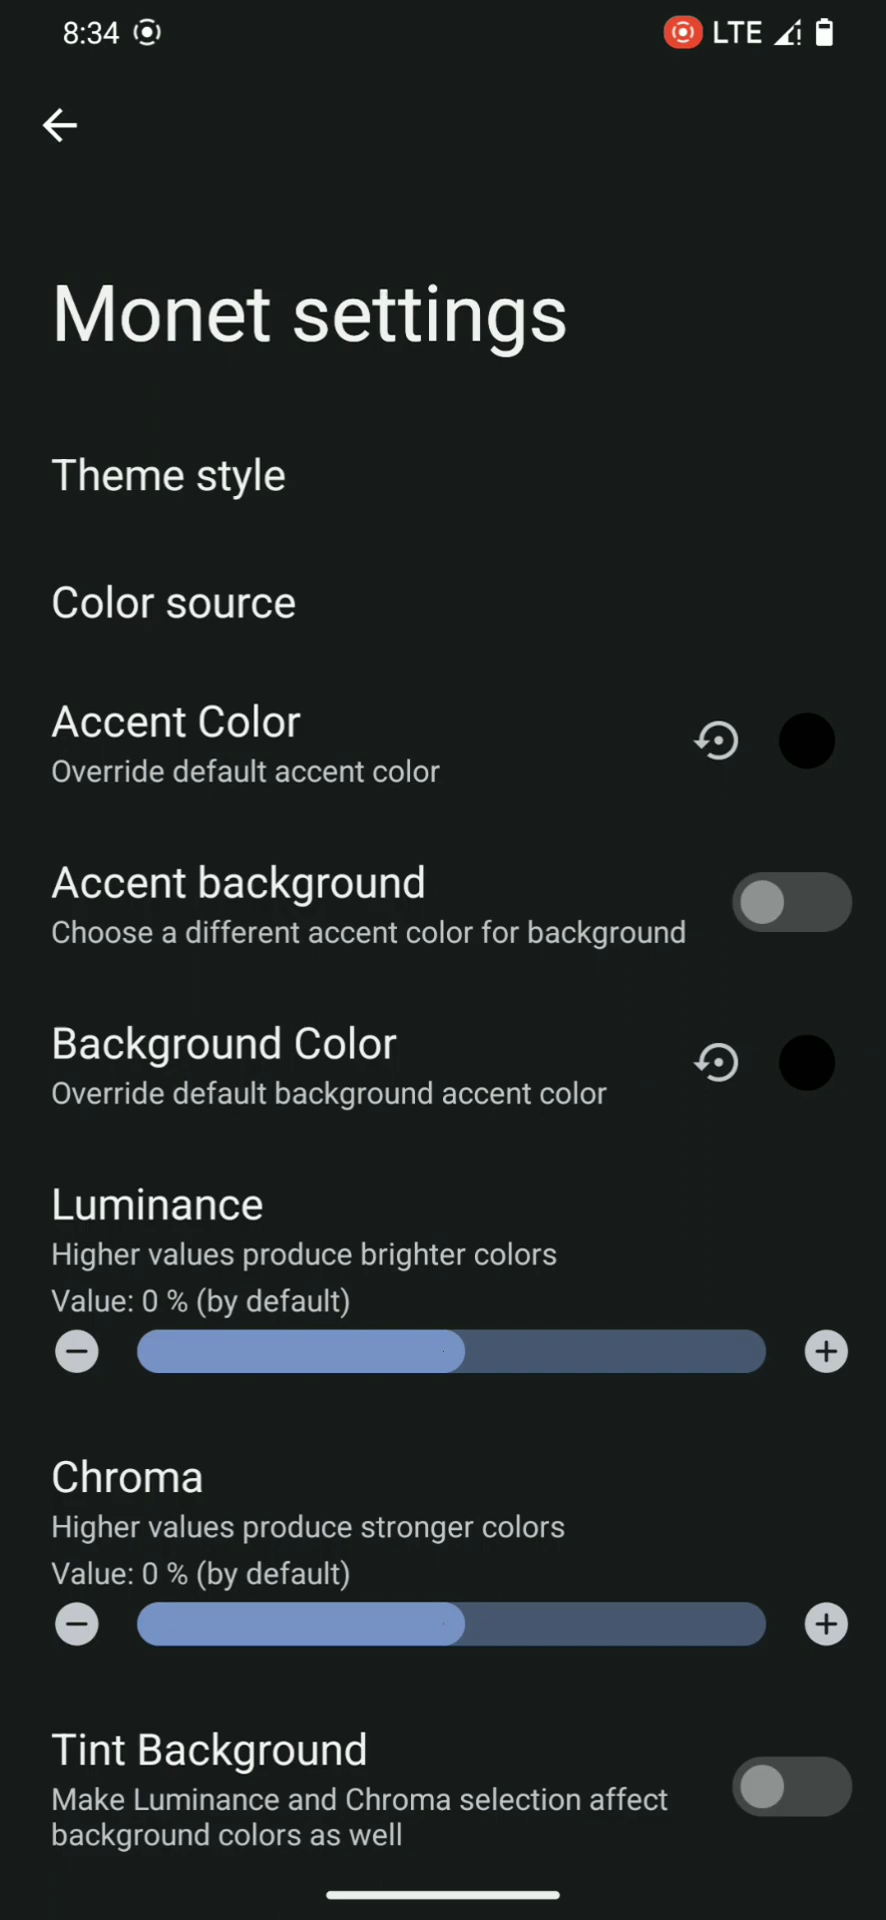 8:34
LTE
Monet settings
Theme style
Color source
Accent Color
Override default accent color
Accent background
Choose a different accent color for background
Background Color
Override default background accent color
Luminance
Higher values produce brighter colors
Value: 0 % (by default)
Chroma
Higher values produce stronger colors
Value: 0 % (by default)
Tint Background
Make Luminance and Chroma selection affect
background colors as well